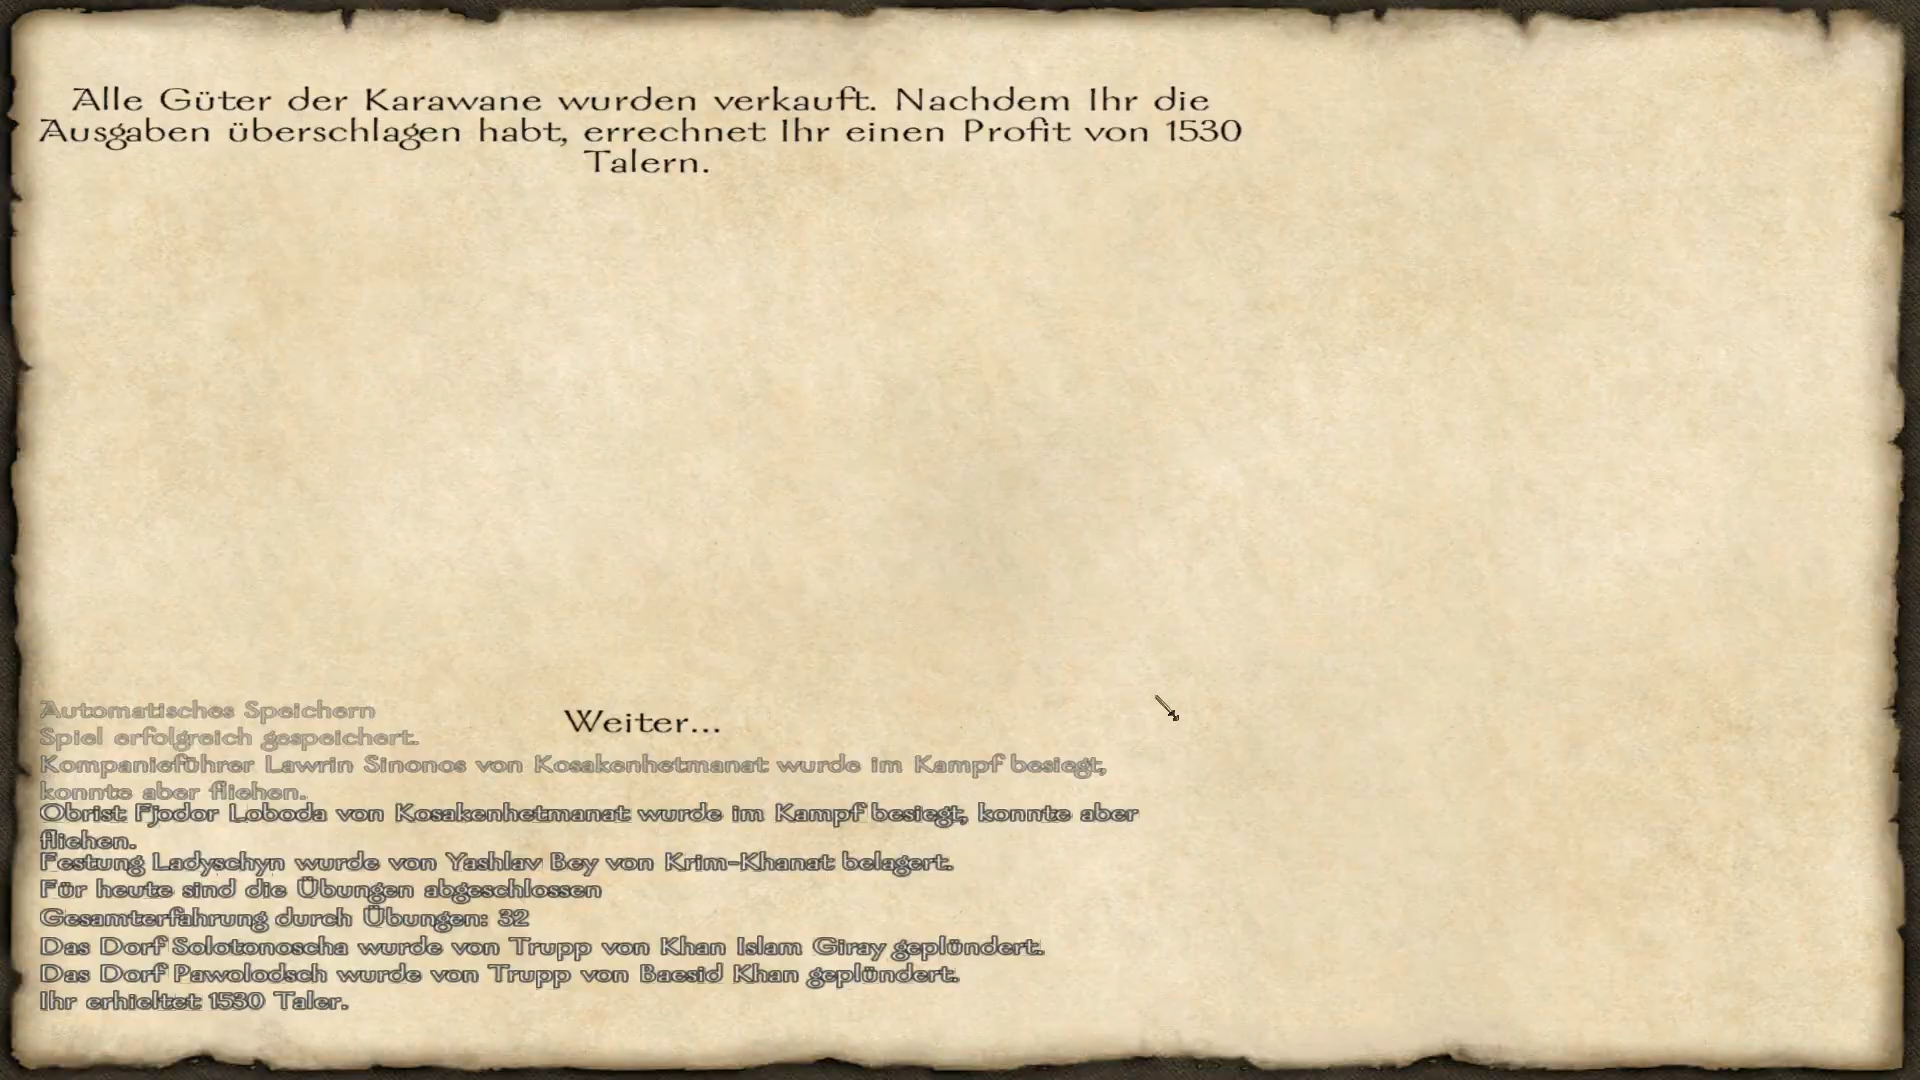 Alle Güter der Karawane wurden verkauft. Nachdem Ihr die
Ausgaben überschlagen habt, errechnet Ihr einen Profit von 1530
Talern.
Automatisches Speichern
Weiter...
Spiel erfolgreich gespeichert.
Kompanieführer Lawrin Sinonos von Kosakenhetmanat wurde im Kampf besiegt,
konnte aber fliehen.
Obrist Fjodor Loboda von Kosakenhetmanat wurde im Kampf besiegt, konnte aber
fliehen.
Festung Ladyschyn wurde von Yashlav Bey von Krim-Khanat belagert.
Für heute sind die Übungen abgeschlossen
Gesamterfahrung durch Übungen: 32
Das Dorf Solotonoscha wurde von Trupp von Khan Islam Giray geplündert.
Das Dorf Pawolodsch wurde von Trupp von Baesid Khan geplündert.
Ihr erhieltet 1530 Taler.